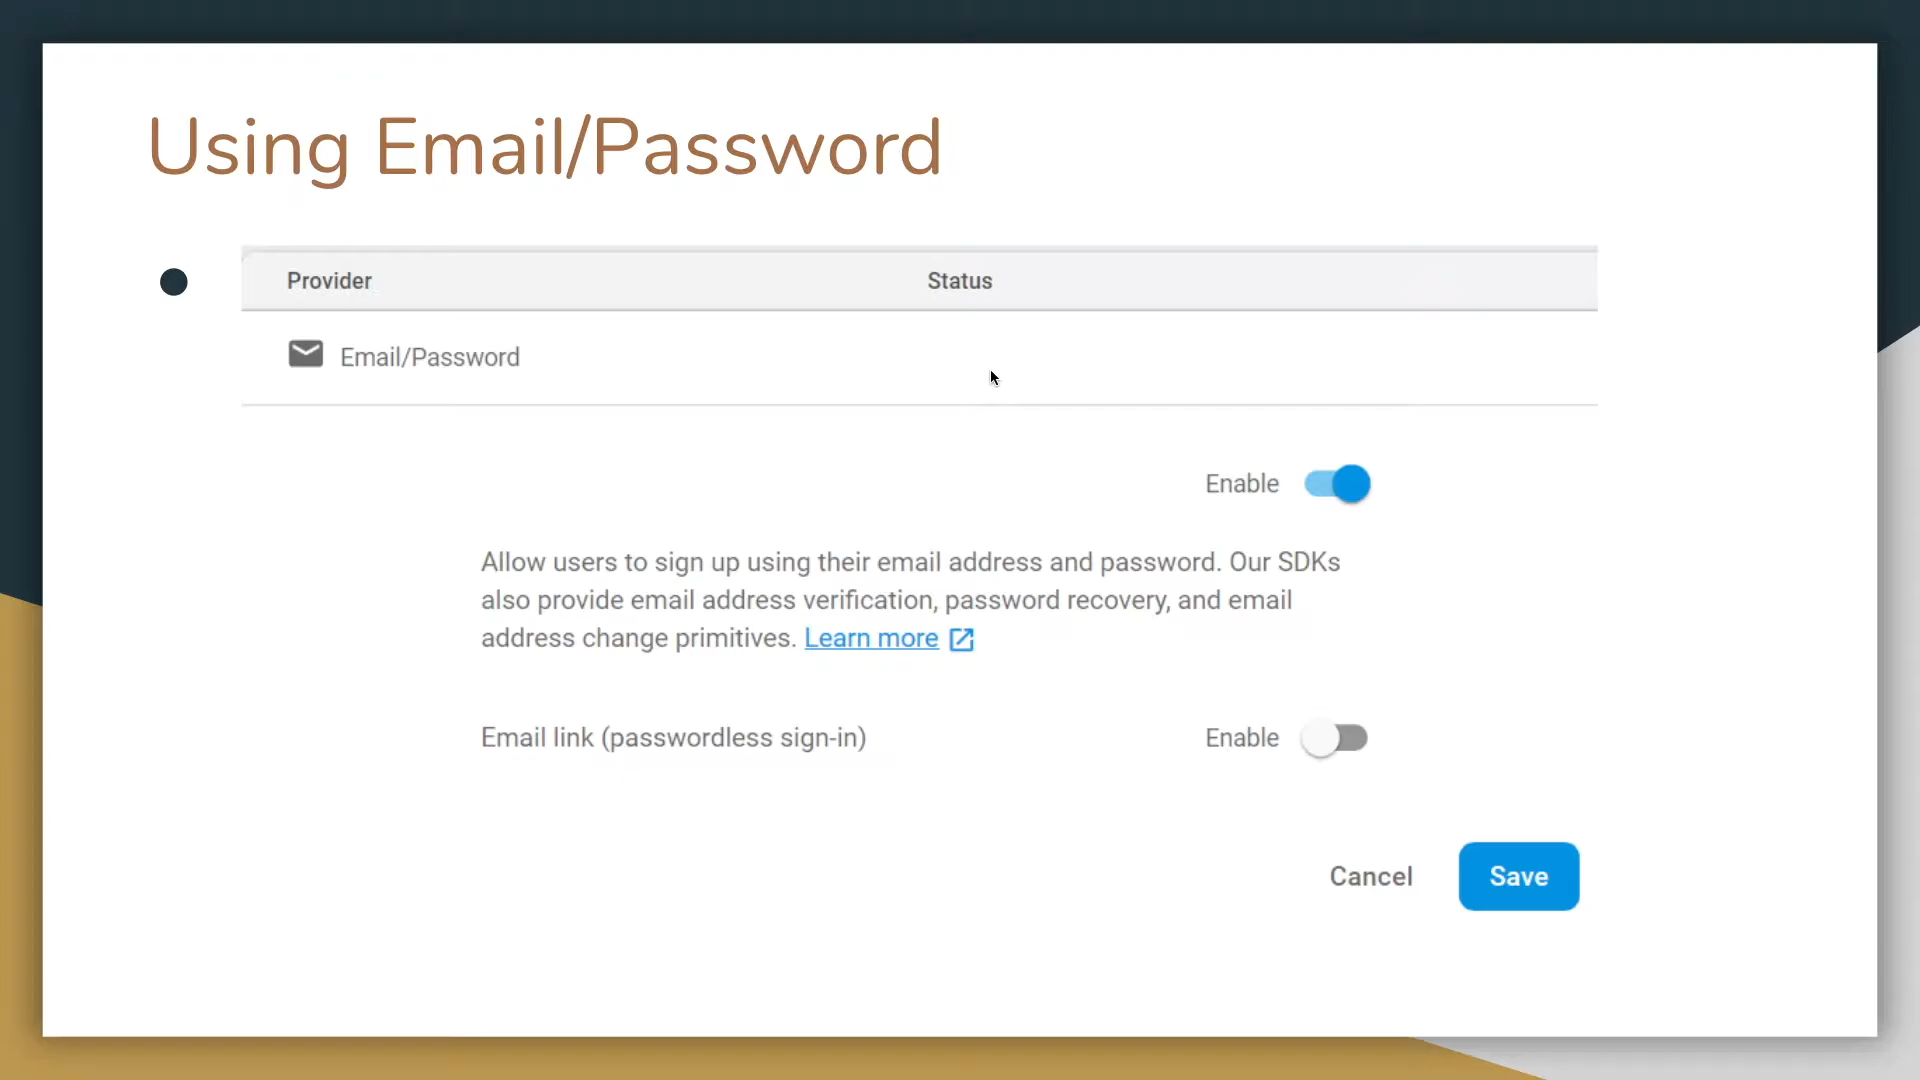 Using Email/Password
Provider Status
Email/Password
Enable
Allow users to sign up using their email address and password. Our SDKs
also provide email address verification, password recovery, and email
address change primitives. Learn more
Email link (passwordless sign-in) Enable
Cancel Save